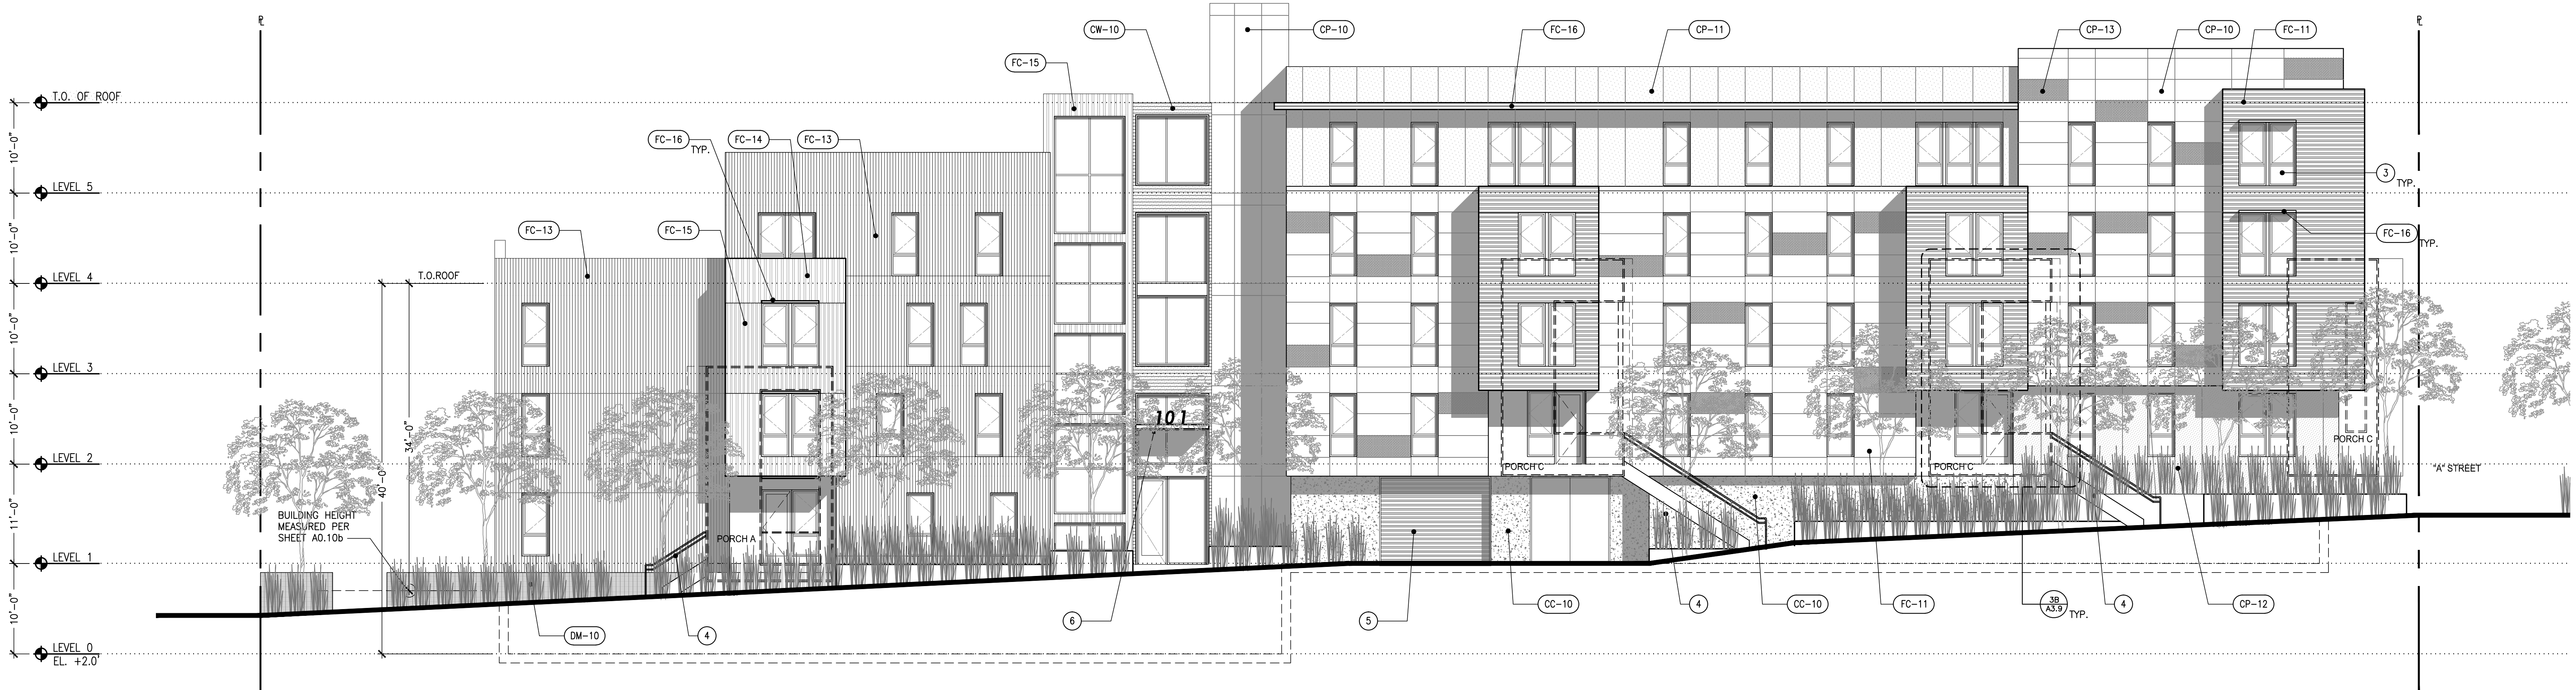 ℄
℄
CW-10
CP-10
FC-16
CP-11
CP-13
CP-10
FC-11
FC-15
T.O. OF ROOF
10'-0"
FC-16
TYP.
FC-14
FC-13
3
TYP.
LEVEL 5
10'-0"
FC-13
FC-15
FC-16
TYP.
LEVEL 4
T.O.ROOF
10'-0"
LEVEL 3
10'-0"
34'-0"
40'-0"
101
PORCH C
LEVEL 2
PORCH C
PORCH C
"A" STREET
11'-0"
BUILDING HEIGHT
MEASURED PER
SHEET A0.10b
PORCH A
LEVEL 1
10'-0"
CC-10
4
CC-10
FC-11
3B
A3.9
TYP.
4
CP-12
DM-10
4
6
5
LEVEL 0
EL. +2.0'